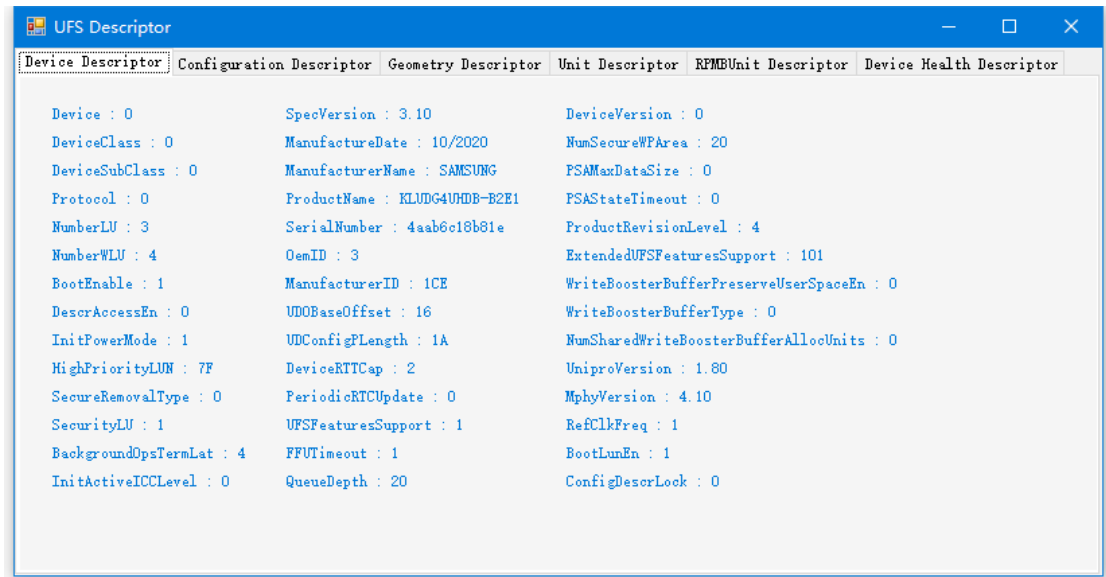 UFS Descriptor
Device Descriptor Configuration Descriptor Geometry Descriptor Unit Descriptor RPMBUnit Descriptor Device Health Descriptor
Device : 0
DeviceClass : 0
DeviceSubClass : 0
Protocol : 0
NumberLU : 3
NumberWLU : 4
BootEnable : 1
DescrAccessEn : 0
InitPowerMode : 1
HighPriorityLUN : 7F
SecureRemovalType : 0
SecurityLU : 1
BackgroundOpsTermLat : 4
InitActiveICCLevel : 0
SpecVersion : 3.10
ManufactureDate : 10/2020
ManufacturerName : SAMSUNG
ProductName : KLUDG4UHDB-B2E1
SerialNumber : 4aab6c18b81e
OemID : 3
ManufacturerID : 1CE
UD0BaseOffset : 16
UDConfigPLength : 1A
DeviceRTTCap : 2
PeriodicRTCUpdate : 0
UFSFeaturesSupport : 1
FFUTimeout : 1
QueueDepth : 20
DeviceVersion : 0
NumSecureWPArea : 20
PSAMaxDataSize : 0
PSAStateTimeout : 0
ProductRevisionLevel : 4
ExtendedUFSFeaturesSupport : 101
WriteBoosterBufferPreserveUserSpaceEn : 0
WriteBoosterBufferType : 0
NumSharedWriteBoosterBufferAllocUnits : 0
UniproVersion : 1.80
MphyVersion : 4.10
RefClkFreq : 1
BootLunEn : 1
ConfigDescrLock : 0